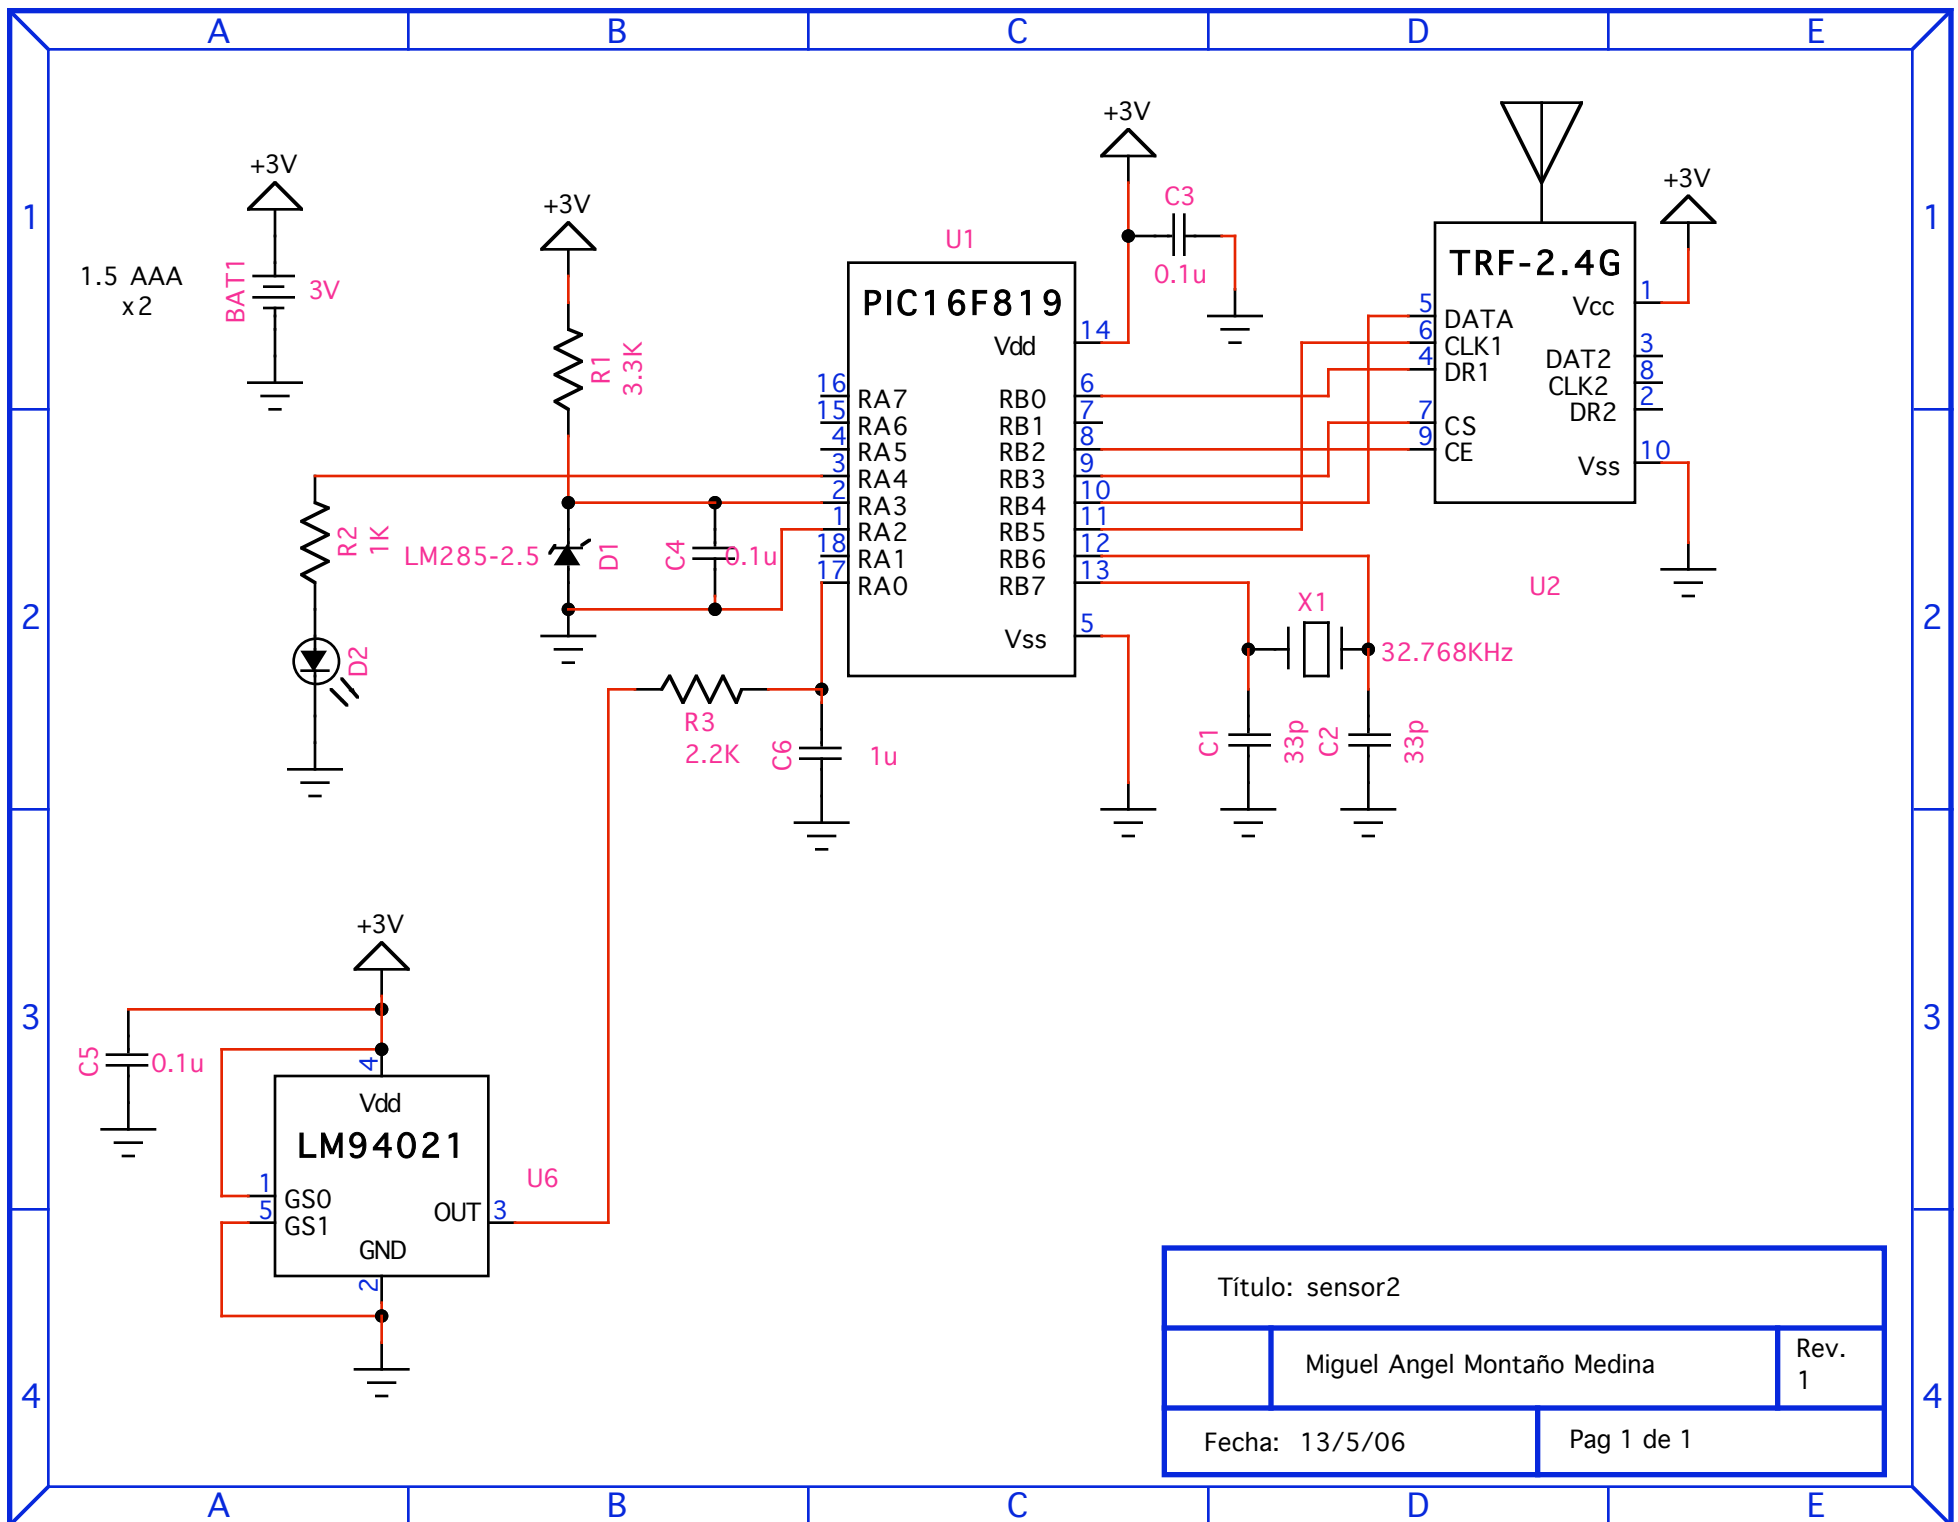 A B C D E
1
2
3
4
1
2
3
4
+3V
BAT1
3V
1.5 AAA
x2
+3V
R1
3.3K
R2
1K
D2
LM285-2.5
D1
C4
0.1u
R3
2.2K
C6
1u
U1
PIC16F819
Vdd
14
16 RA7
15 RA6
4 RA5
3 RA4
2 RA3
1 RA2
18 RA1
17 RA0
RB0 6
RB1 7
RB2 8
RB3 9
RB4 10
RB5 11
RB6 12
RB7 13
Vss 5
+3V
C3
0.1u
X1
32.768KHz
C1
33p
C2
33p
TRF-2.4G
5 DATA
6 CLK1
4 DR1
7 CS
9 CE
Vcc 1
DAT2 3
CLK2 8
DR2 2
Vss 10
+3V
U2
+3V
C5
0.1u
4
Vdd
LM94021
1 GS0
5 GS1
OUT 3
GND
2
U6
Título: sensor2
Miguel Angel Montaño Medina
Rev.
1
Fecha: 13/5/06
Pag 1 de 1
A B C D E